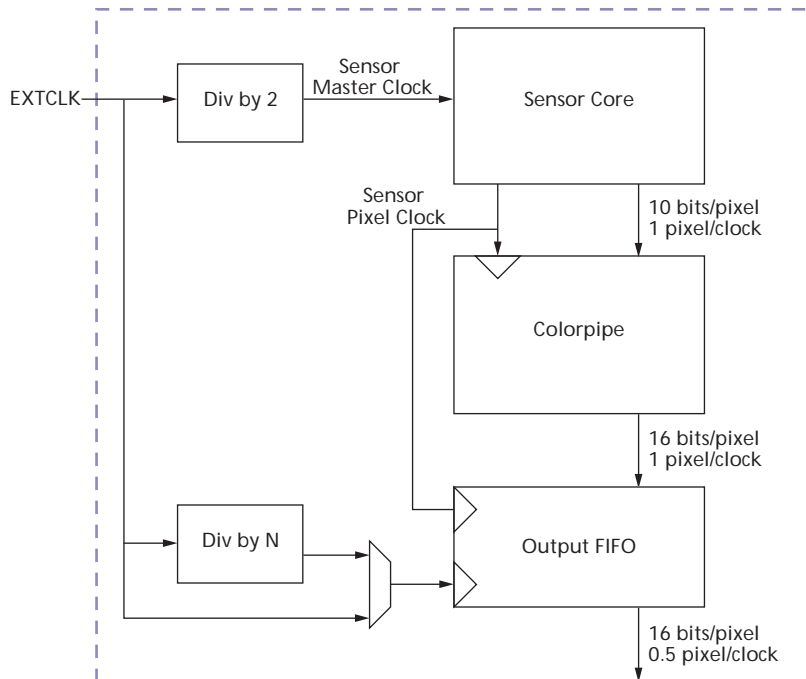 EXTCLK
Div by 2
Sensor
Master Clock
Sensor Core
Sensor
Pixel Clock
10 bits/pixel
1 pixel/clock
Colorpipe
16 bits/pixel
1 pixel/clock
Div by N
Output FIFO
16 bits/pixel
0.5 pixel/clock